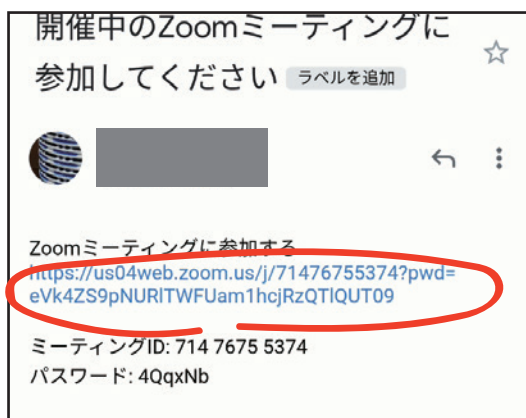 開催中のZoomミーティングに
参加してください ラベルを追加
Zoomミーティングに参加する
https://us04web.zoom.us/j/71476755374?pwd=
eVk4ZS9pNURlTWFUam1hcjRzQTlQUT09
ミーティングID: 714 7675 5374
パスワード: 4QqxNb